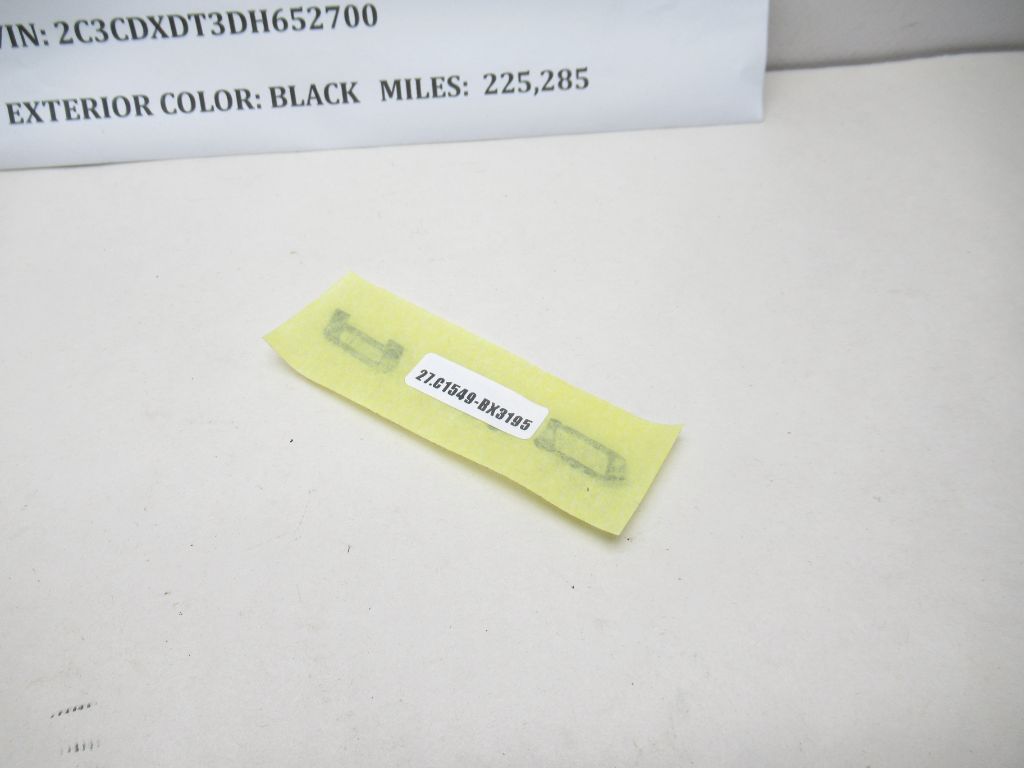 VIN: 2C3CDXDT3DH652700
EXTERIOR COLOR: BLACK MILES: 225,285
27.C1549-BX3195